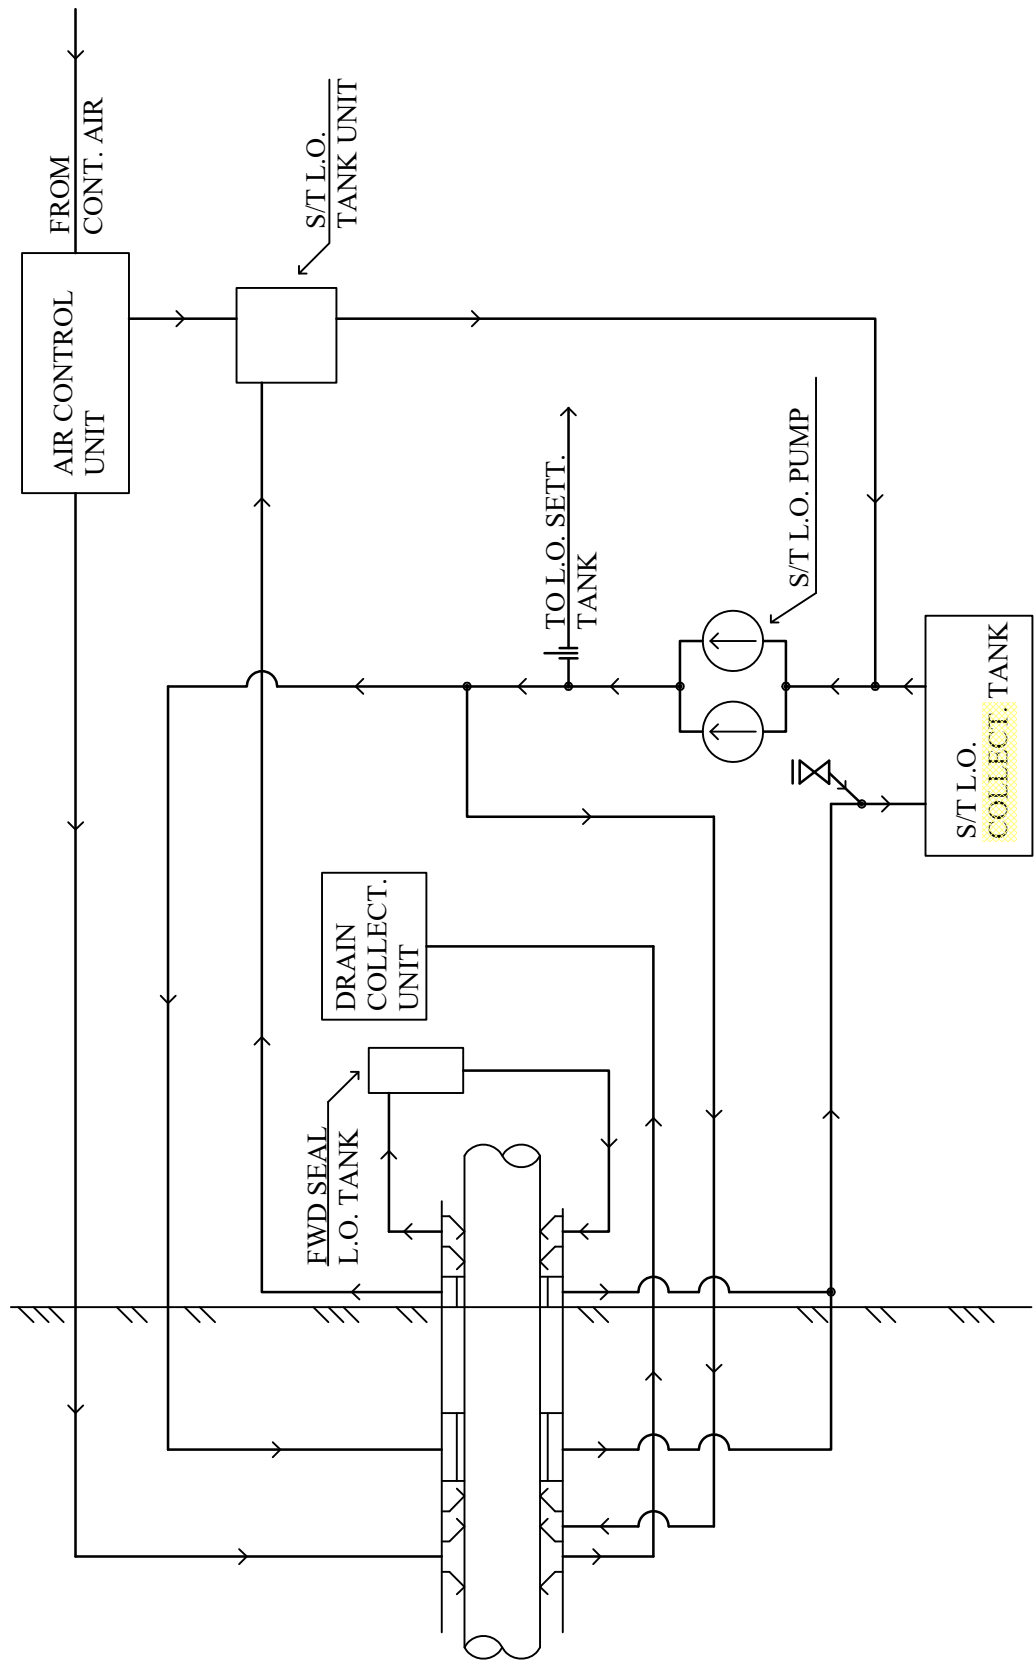 FROM
CONT. AIR
AIR CONTROL
UNIT
S/T L.O.
TANK UNIT
TO L.O. SETT.
TANK
S/T L.O. PUMP
S/T L.O.
COLLECT. TANK
DRAIN
COLLECT.
UNIT
FWD SEAL
L.O. TANK